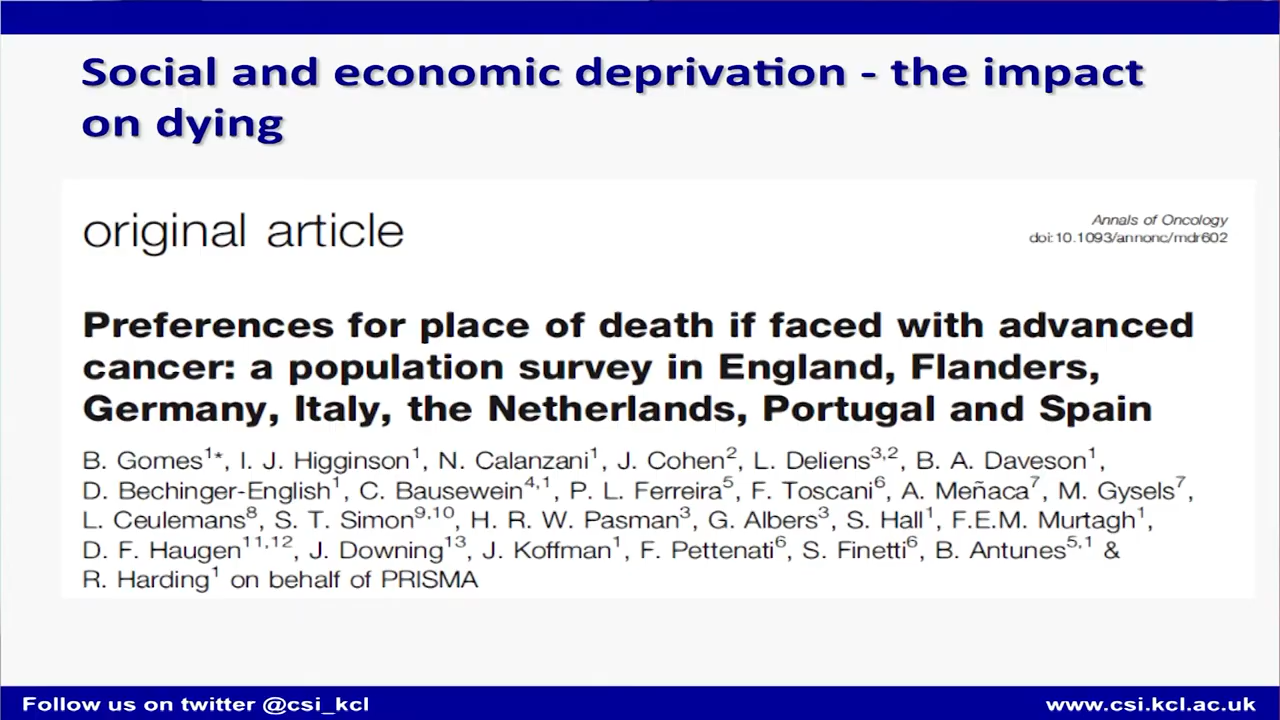 Social and economic deprivation - the impact
on dying
original article
Annals of Oncology
doi:10.1093/annonc/mdr602
Preferences for place of death if faced with advanced
cancer: a population survey in England, Flanders,
Germany, Italy, the Netherlands, Portugal and Spain
B. Gomes1*, I. J. Higginson1, N. Calanzani1, J. Cohen2, L. Deliens3,2, B. A. Daveson1,
D. Bechinger-English1, C. Bausewein4,1, P. L. Ferreira5, F. Toscani6, A. Meñaca7, M. Gysels7,
L. Ceulemans8, S. T. Simon9,10, H. R. W. Pasman3, G. Albers3, S. Hall1, F.E.M. Murtagh1,
D. F. Haugen11,12, J. Downing13, J. Koffman1, F. Pettenati6, S. Finetti6, B. Antunes5,1 &
R. Harding1 on behalf of PRISMA
Follow us on twitter @csi_kcl
www.csi.kcl.ac.uk